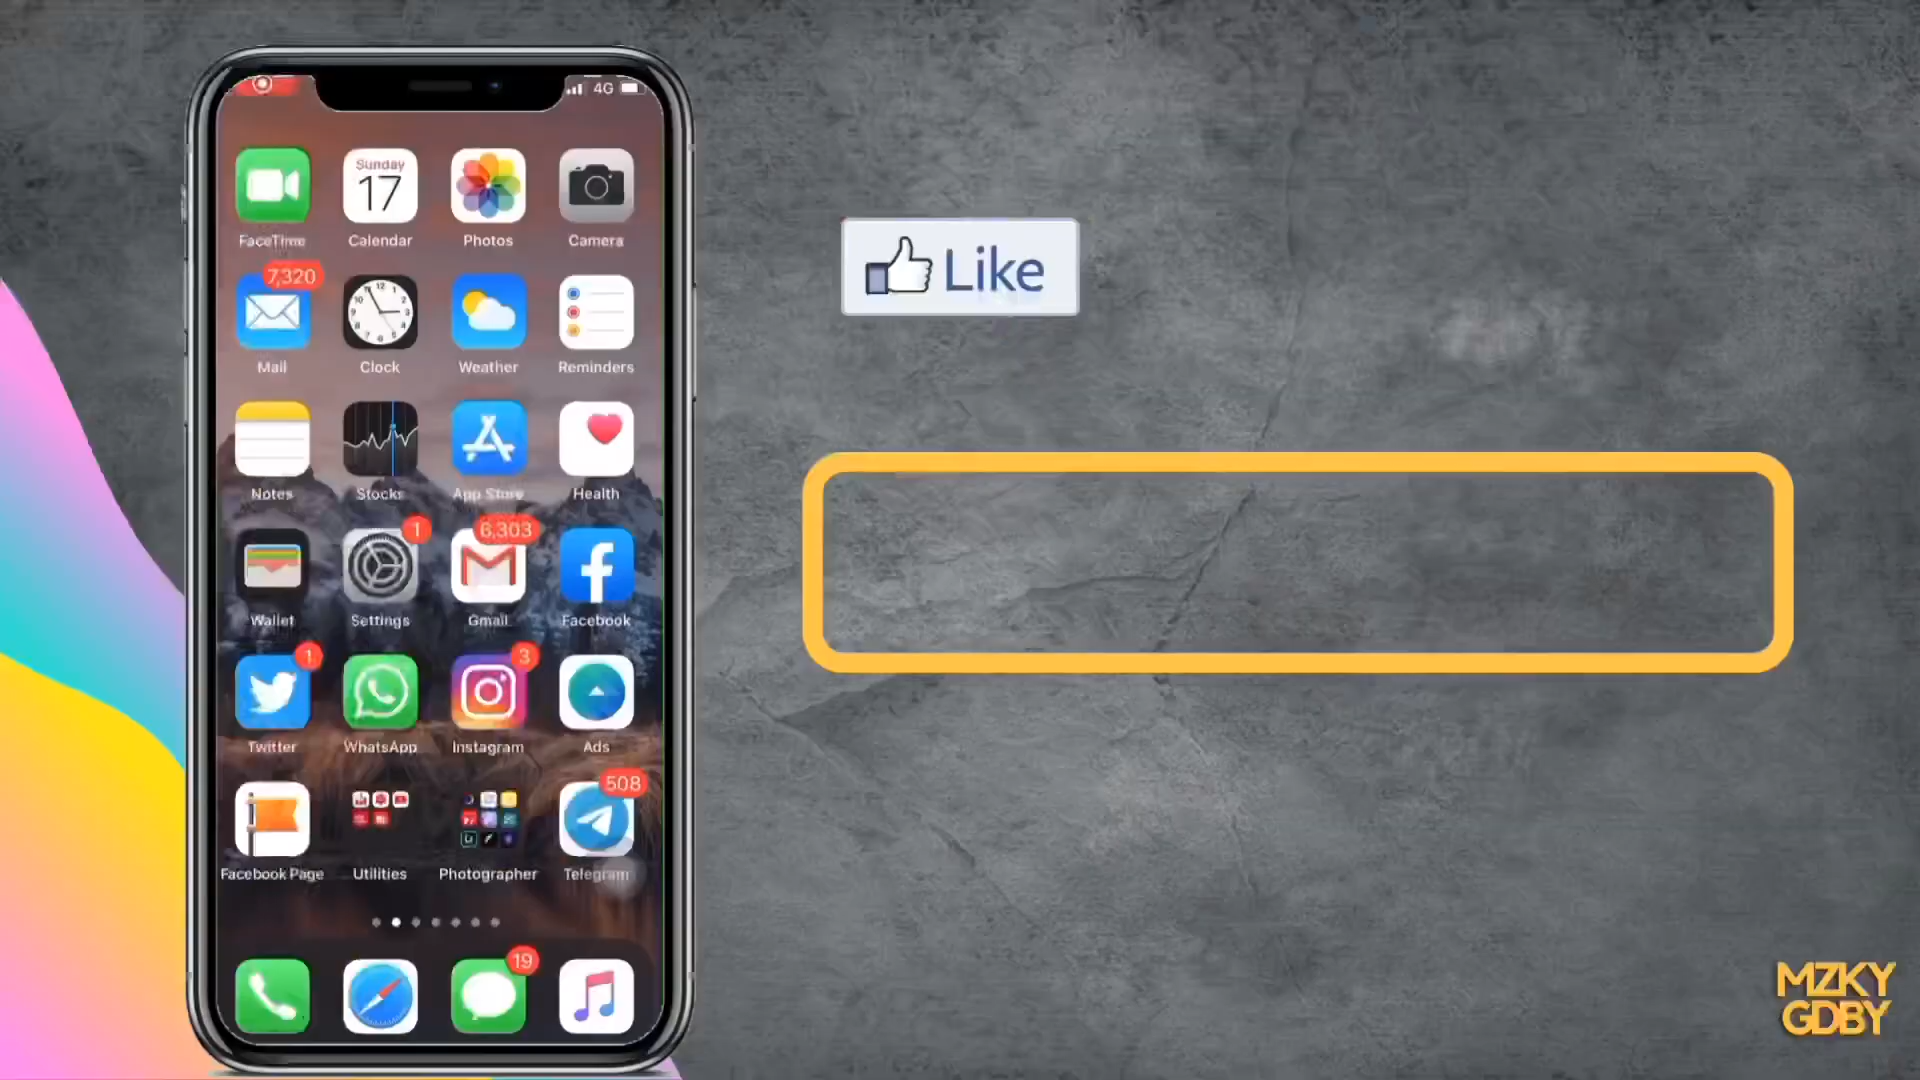 4G
Sunday
17
FaceTime
Calendar
Photos
Camera
7,320
Mail
Clock
Weather
Reminders
Notes
Stocks
App Store
Health
1
6,303
Wallet
Settings
Gmail
Facebook
1
3
Twitter
WhatsApp
Instagram
Ads
508
Facebook Page
Utilities
Photographer
Telegram
19
Like
MZKY
GDBY